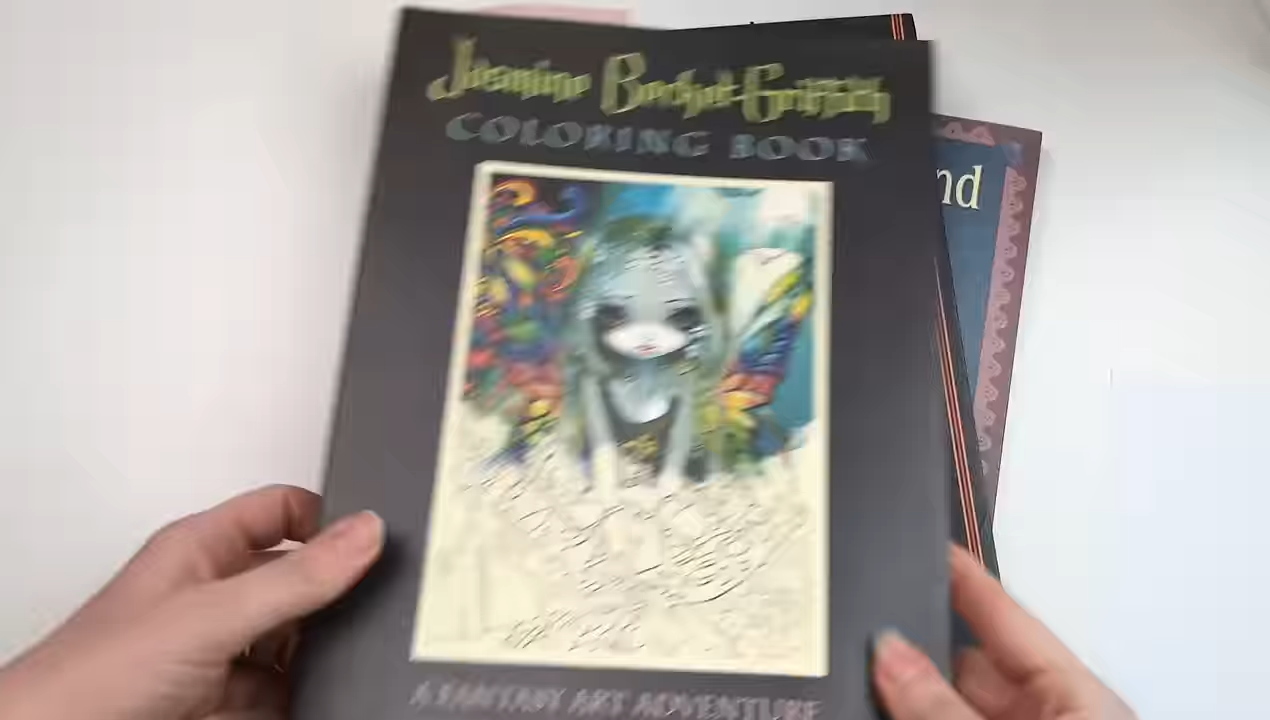 Jasmine Becket-Griffith
COLORING BOOK
nd
A FANTASY ART ADVENTURE